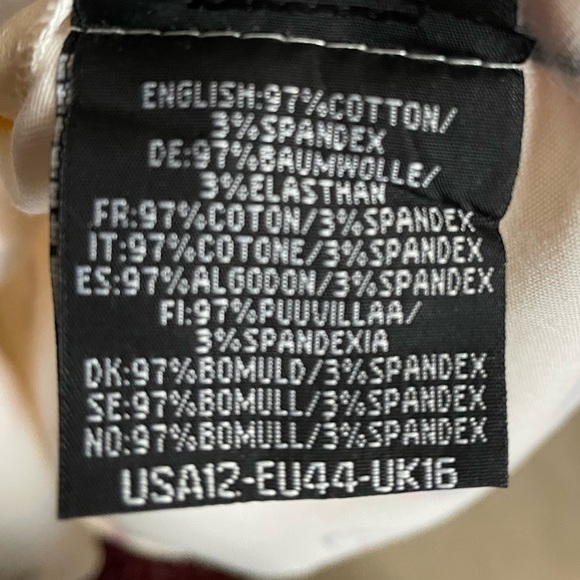 ENGLISH:97%COTTON/
3%SPANDEX
DE:97%BAUMWOLLE/
3%ELASTHAN
FR:97%COTON/3%SPANDEX
IT:97%COTONE/3%SPANDEX
ES:97%ALGODON/3%SPANDEX
FI:97%PUUVILLAA/
3%SPANDEXIA
DK:97%BOMULD/3%SPANDEX
SE:97%BOMULL/3%SPANDEX
NO:97%BOMULL/3%SPANDEX
USA12-EU44-UK16